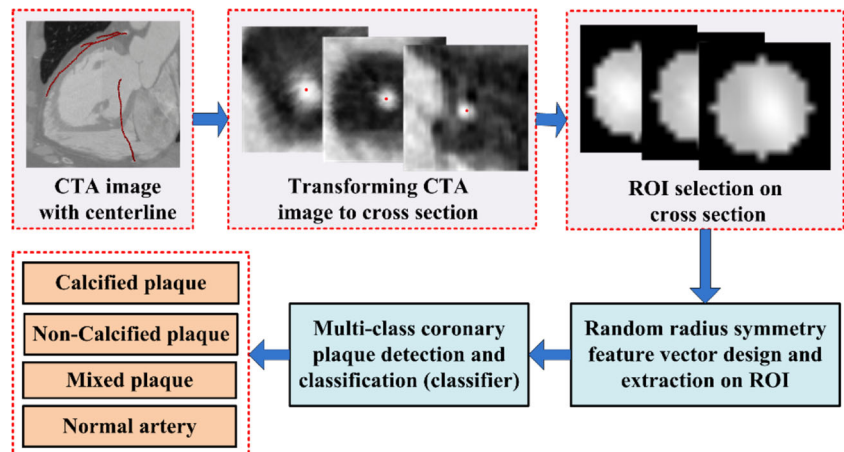 CTA image
with centerline
Transforming CTA
image to cross section
ROI selection on
cross section
Random radius symmetry
feature vector design and
extraction on ROI
Multi-class coronary
plaque detection and
classification (classifier)
Calcified plaque
Non-Calcified plaque
Mixed plaque
Normal artery